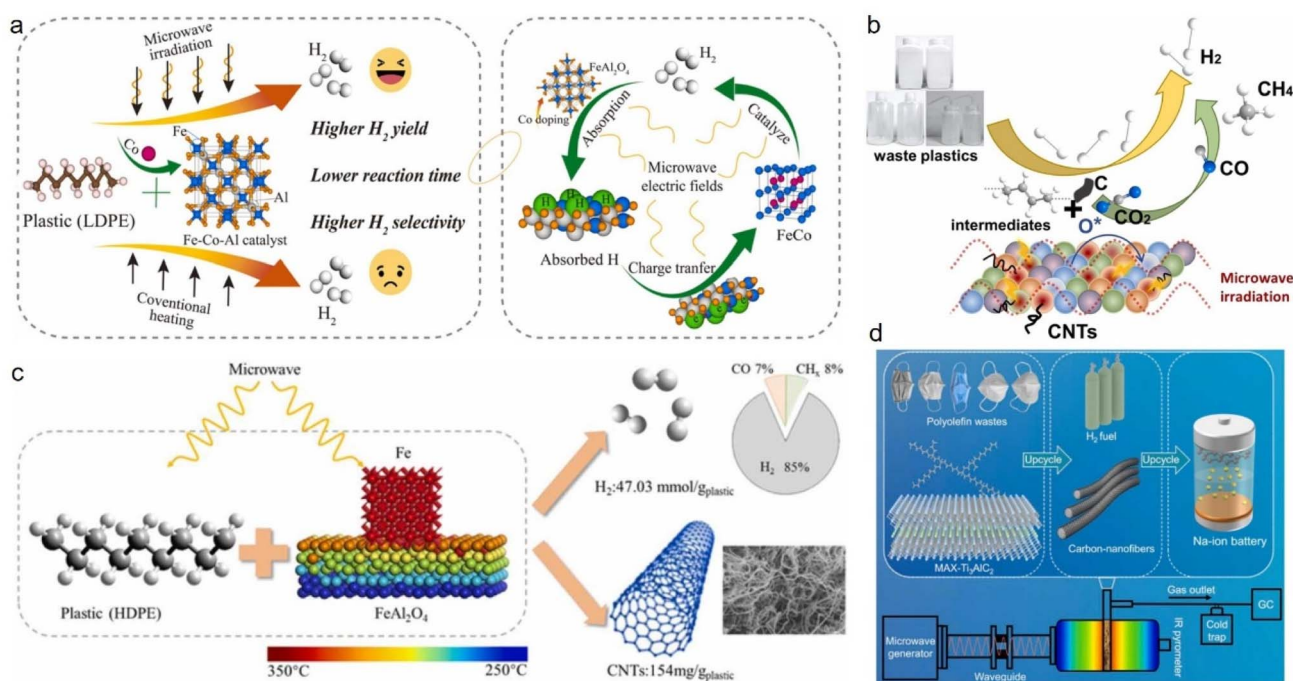 a
Microwave
irradiation
H2
Fe
Co
Higher H2 yield
Lower reaction time
Higher H2 selectivity
Al
Plastic (LDPE)
Fe-Co-Al catalyst
Coventional
heating
H2
FeAl2O4
Co doping
H2
Absorption
Catalyze
Microwave
electric fields
H
H
H
H
FeCo
Absorbed H
Charge tranfer
b
H2
CH4
waste plastics
CO
C
+
CO2
intermediates
O*
Microwave
irradiation
CNTs
c
Microwave
CO 7%
CHx 8%
H2 85%
Fe
H2:47.03 mmol/gplastic
Plastic (HDPE)
FeAl2O4
350°C
250°C
CNTs:154mg/gplastic
d
Polyolefin wastes
H2 fuel
Upcycle
Upcycle
Carbon-nanofibers
Na-ion battery
MAX-Ti3AlC2
Gas outlet
GC
Cold
trap
Microwave
generator
Waveguide
IR pyrometer